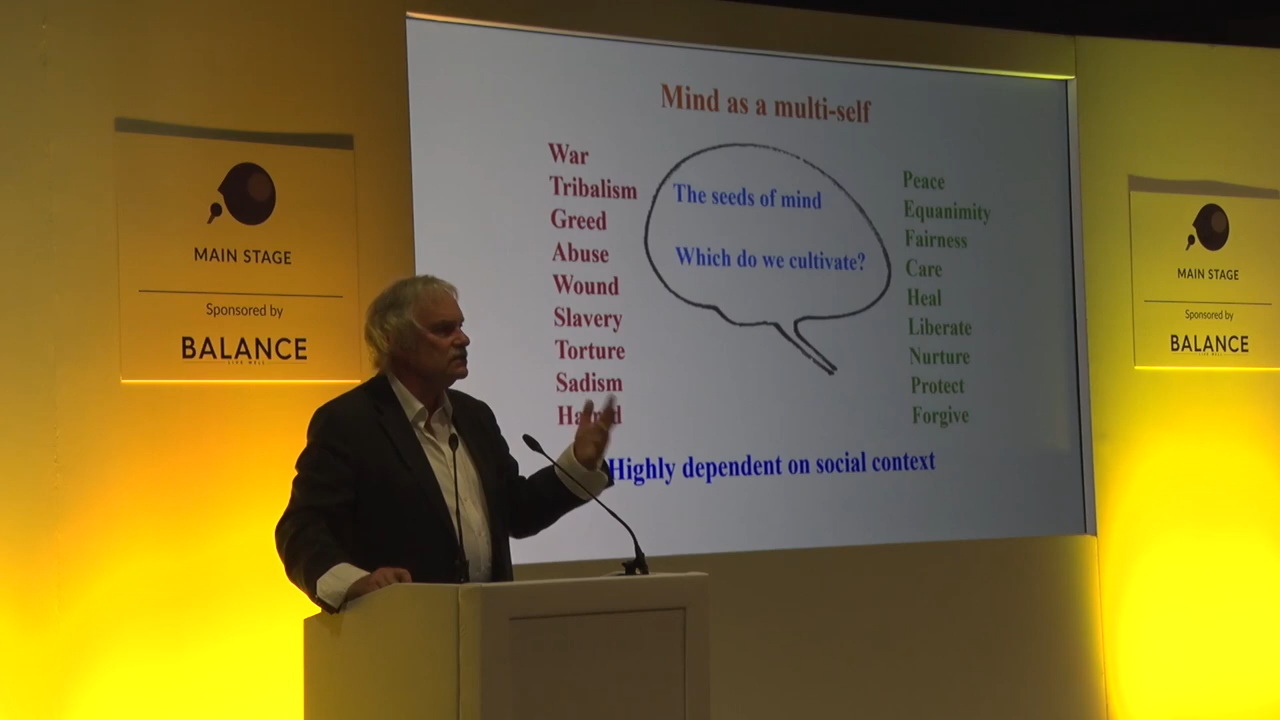 Mind as a multi-self
War
Tribalism
Greed
Abuse
Wound
Slavery
Torture
Sadism
The seeds of mind
Which do we cultivate?
Peace
Equanimity
Fairness
Care
Heal
Liberate
Nurture
Protect
Forgive
Highly dependent on social context
MAIN STAGE
Sponsored by
BALANCE
LIVE WELL
MAIN STAGE
Sponsored by
BALANCE